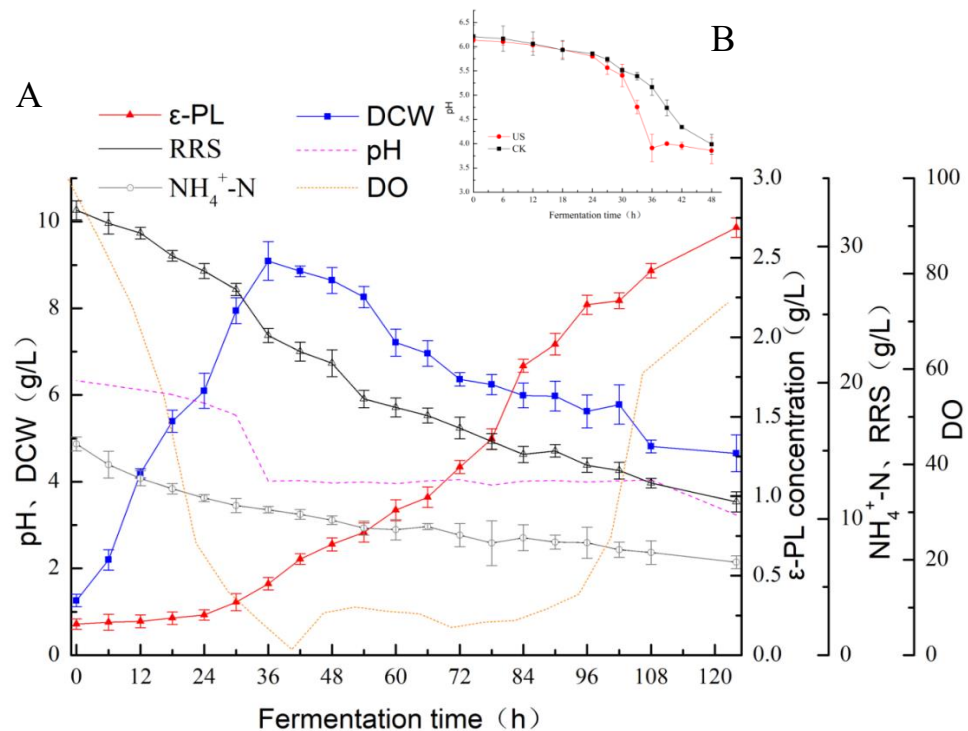 A
B
ε-PL
DCW
RRS
pH
NH₄⁺-N
DO
pH
6.5
6.0
5.5
5.0
4.5
4.0
3.5
3.0
US
CK
0 6 12 18 24 30 36 42 48
Fermentation time（h）
pH、DCW（g/L）
10
8
6
4
2
0
0 12 24 36 48 60 72 84 96 108 120
Fermentation time（h）
3.0
2.5
2.0
1.5
1.0
0.5
0.0
ε-PL concentration（g/L）
30
20
10
0
NH₄⁺-N、RRS（g/L）
100
80
60
40
20
0
DO